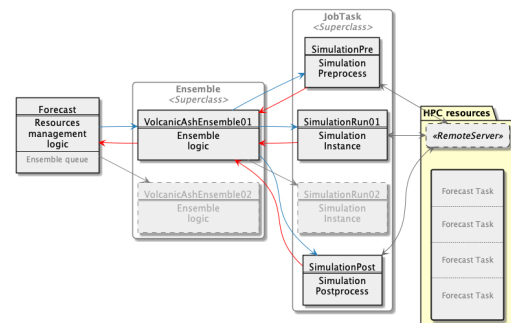 JobTask
<Superclass>
SimulationPre
Simulation
Preprocess
Ensemble
<Superclass>
Forecast
Resources
management
logic
Ensemble queue
VolcanicAshEnsemble01
Ensemble
logic
SimulationRun01
Simulation
Instance
HPC resources
«RemoteServer»
VolcanicAshEnsemble02
Ensemble
logic
SimulationRun02
Simulation
Instance
Forecast Task
Forecast Task
Forecast Task
Forecast Task
SimulationPost
Simulation
Postprocess